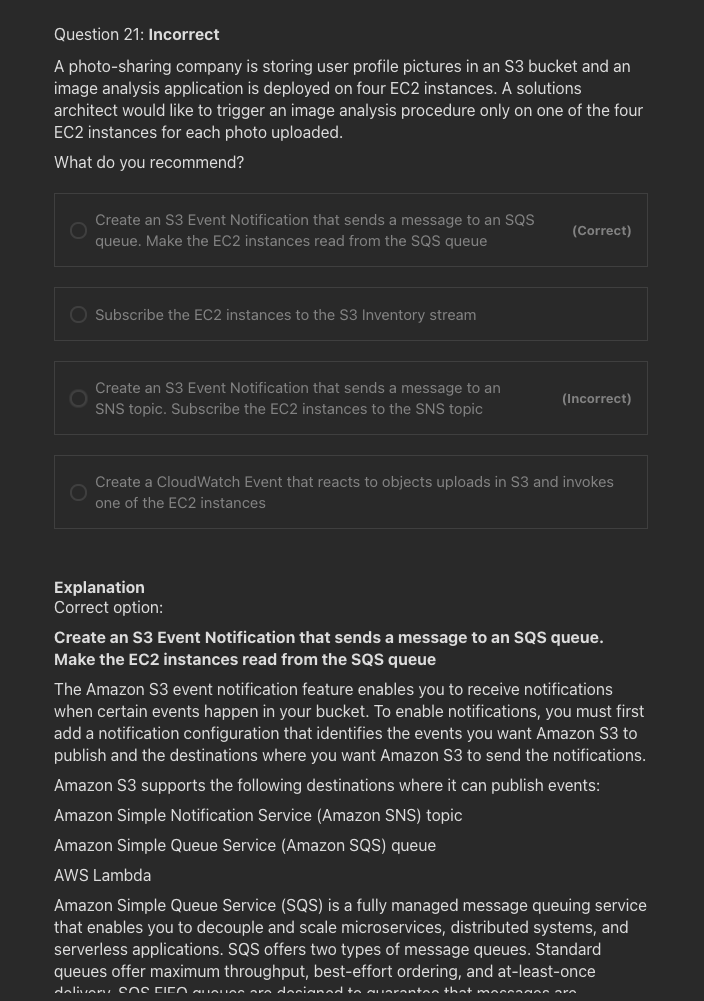 Question 21: Incorrect
A photo-sharing company is storing user profile pictures in an S3 bucket and an
image analysis application is deployed on four EC2 instances. A solutions
architect would like to trigger an image analysis procedure only on one of the four
EC2 instances for each photo uploaded.
What do you recommend?
Create an S3 Event Notification that sends a message to an SQS
queue. Make the EC2 instances read from the SQS queue
(Correct)
Subscribe the EC2 instances to the S3 Inventory stream
Create an S3 Event Notification that sends a message to an
SNS topic. Subscribe the EC2 instances to the SNS topic
(Incorrect)
Create a CloudWatch Event that reacts to objects uploads in S3 and invokes
one of the EC2 instances
Explanation
Correct option:
Create an S3 Event Notification that sends a message to an SQS queue.
Make the EC2 instances read from the SQS queue
The Amazon S3 event notification feature enables you to receive notifications
when certain events happen in your bucket. To enable notifications, you must first
add a notification configuration that identifies the events you want Amazon S3 to
publish and the destinations where you want Amazon S3 to send the notifications.
Amazon S3 supports the following destinations where it can publish events:
Amazon Simple Notification Service (Amazon SNS) topic
Amazon Simple Queue Service (Amazon SQS) queue
AWS Lambda
Amazon Simple Queue Service (SQS) is a fully managed message queuing service
that enables you to decouple and scale microservices, distributed systems, and
serverless applications. SQS offers two types of message queues. Standard
queues offer maximum throughput, best-effort ordering, and at-least-once
delivery. SQS FIFO queues are designed to guarantee that messages are